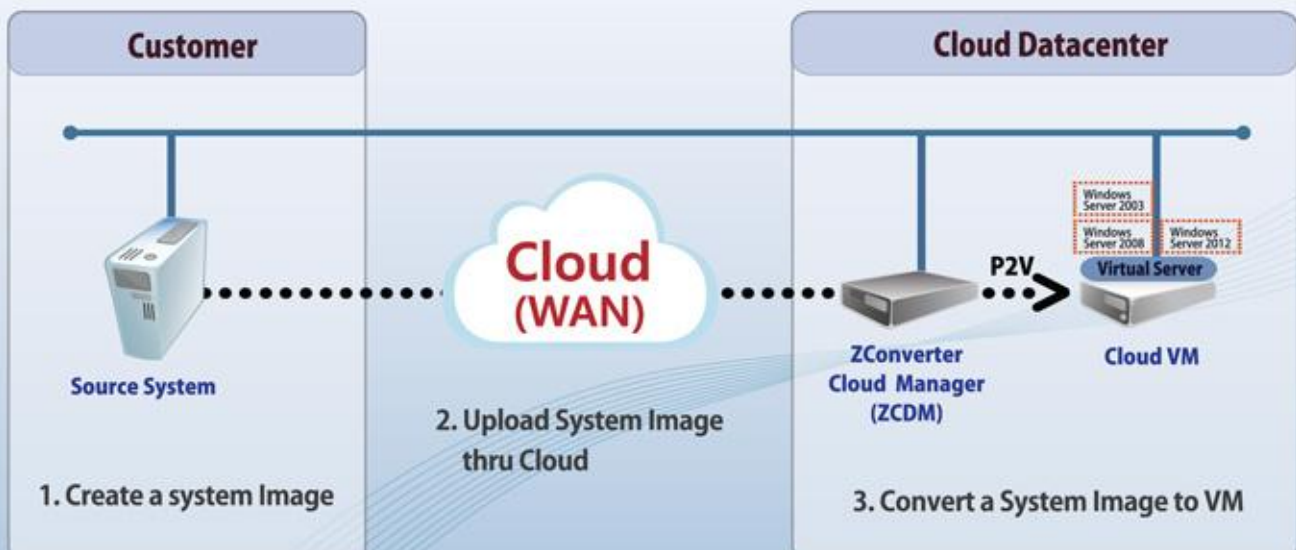 Customer
Cloud Datacenter
Windows
Server 2003
Windows
Server 2008
Windows
Server 2012
Virtual Server
Cloud
(WAN)
P2V
Source System
ZConverter
Cloud Manager
(ZCDM)
Cloud VM
1. Create a system Image
2. Upload System Image
thru Cloud
3. Convert a System Image to VM